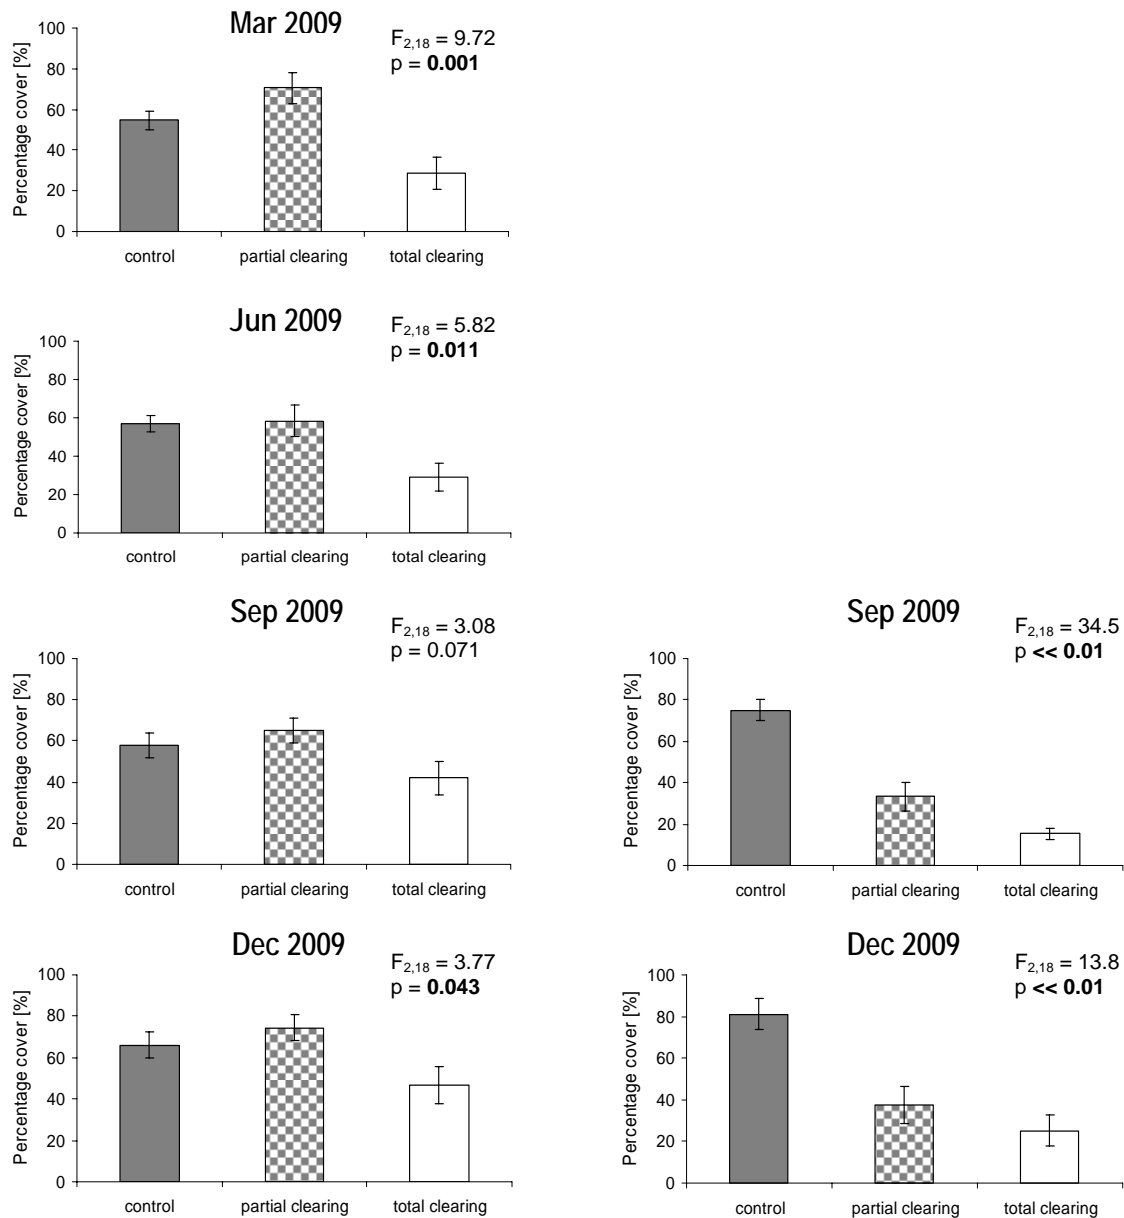 Mar 2009
F2,18 = 9.72
p = 0.001
Percentage cover [%]
100
80
60
40
20
0
control partial clearing total clearing
Jun 2009
F2,18 = 5.82
p = 0.011
Percentage cover [%]
100
80
60
40
20
0
control partial clearing total clearing
Sep 2009
F2,18 = 3.08
p = 0.071
Percentage cover [%]
100
80
60
40
20
0
control partial clearing total clearing
Sep 2009
F2,18 = 34.5
p << 0.01
Percentage cover [%]
100
80
60
40
20
0
control partial clearing total clearing
Dec 2009
F2,18 = 3.77
p = 0.043
Percentage cover [%]
100
80
60
40
20
0
control partial clearing total clearing
Dec 2009
F2,18 = 13.8
p << 0.01
Percentage cover [%]
100
80
60
40
20
0
control partial clearing total clearing